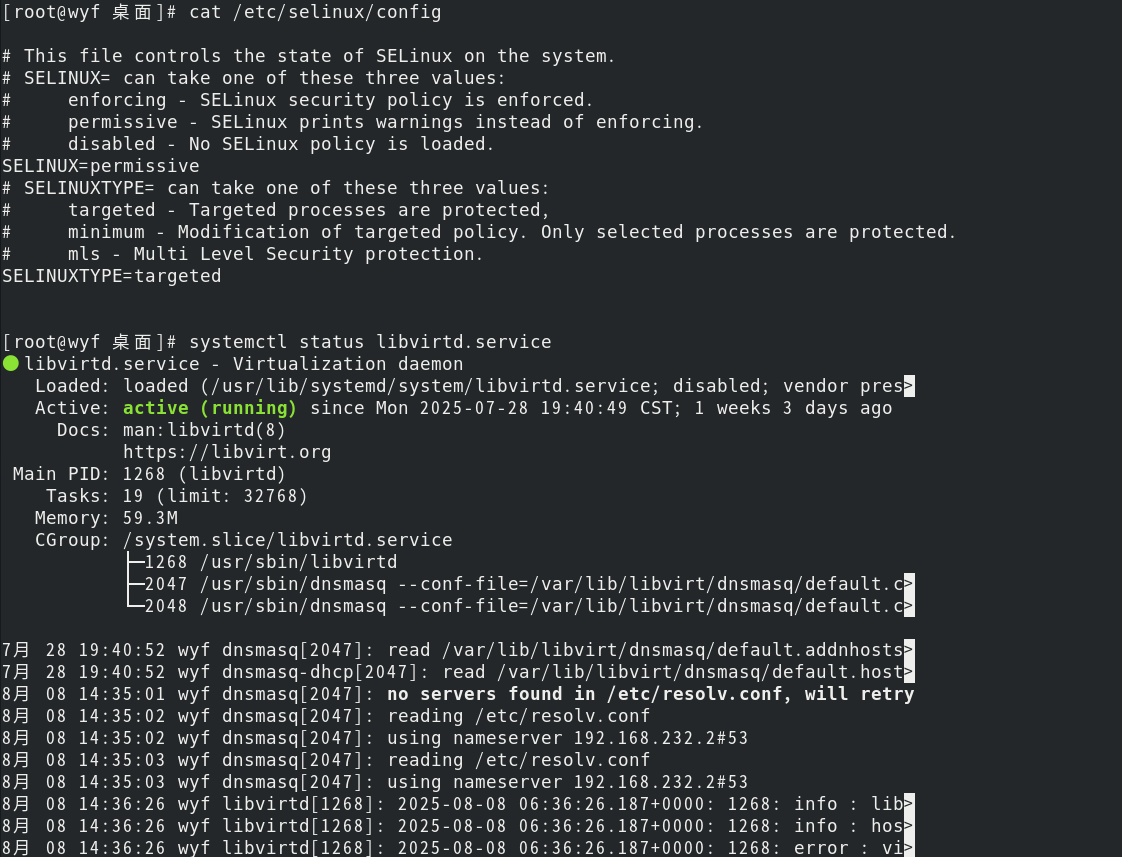 [root@wyf 桌面]# cat /etc/selinux/config
# This file controls the state of SELinux on the system.
# SELINUX= can take one of these three values:
#     enforcing - SELinux security policy is enforced.
#     permissive - SELinux prints warnings instead of enforcing.
#     disabled - No SELinux policy is loaded.
SELINUX=permissive
# SELINUXTYPE= can take one of these three values:
#     targeted - Targeted processes are protected,
#     minimum - Modification of targeted policy. Only selected processes are protected.
#     mls - Multi Level Security protection.
SELINUXTYPE=targeted
[root@wyf 桌面]# systemctl status libvirtd.service
● libvirtd.service - Virtualization daemon
   Loaded: loaded (/usr/lib/systemd/system/libvirtd.service; disabled; vendor pres>
   Active: active (running) since Mon 2025-07-28 19:40:49 CST; 1 weeks 3 days ago
     Docs: man:libvirtd(8)
           https://libvirt.org
 Main PID: 1268 (libvirtd)
    Tasks: 19 (limit: 32768)
   Memory: 59.3M
   CGroup: /system.slice/libvirtd.service
           ├─1268 /usr/sbin/libvirtd
           ├─2047 /usr/sbin/dnsmasq --conf-file=/var/lib/libvirt/dnsmasq/default.c>
           └─2048 /usr/sbin/dnsmasq --conf-file=/var/lib/libvirt/dnsmasq/default.c>
7月 28 19:40:52 wyf dnsmasq[2047]: read /var/lib/libvirt/dnsmasq/default.addnhosts>
7月 28 19:40:52 wyf dnsmasq-dhcp[2047]: read /var/lib/libvirt/dnsmasq/default.host>
8月 08 14:35:01 wyf dnsmasq[2047]: no servers found in /etc/resolv.conf, will retry
8月 08 14:35:02 wyf dnsmasq[2047]: reading /etc/resolv.conf
8月 08 14:35:02 wyf dnsmasq[2047]: using nameserver 192.168.232.2#53
8月 08 14:35:03 wyf dnsmasq[2047]: reading /etc/resolv.conf
8月 08 14:35:03 wyf dnsmasq[2047]: using nameserver 192.168.232.2#53
8月 08 14:36:26 wyf libvirtd[1268]: 2025-08-08 06:36:26.187+0000: 1268: info : lib>
8月 08 14:36:26 wyf libvirtd[1268]: 2025-08-08 06:36:26.187+0000: 1268: info : hos>
8月 08 14:36:26 wyf libvirtd[1268]: 2025-08-08 06:36:26.187+0000: 1268: error : vi>